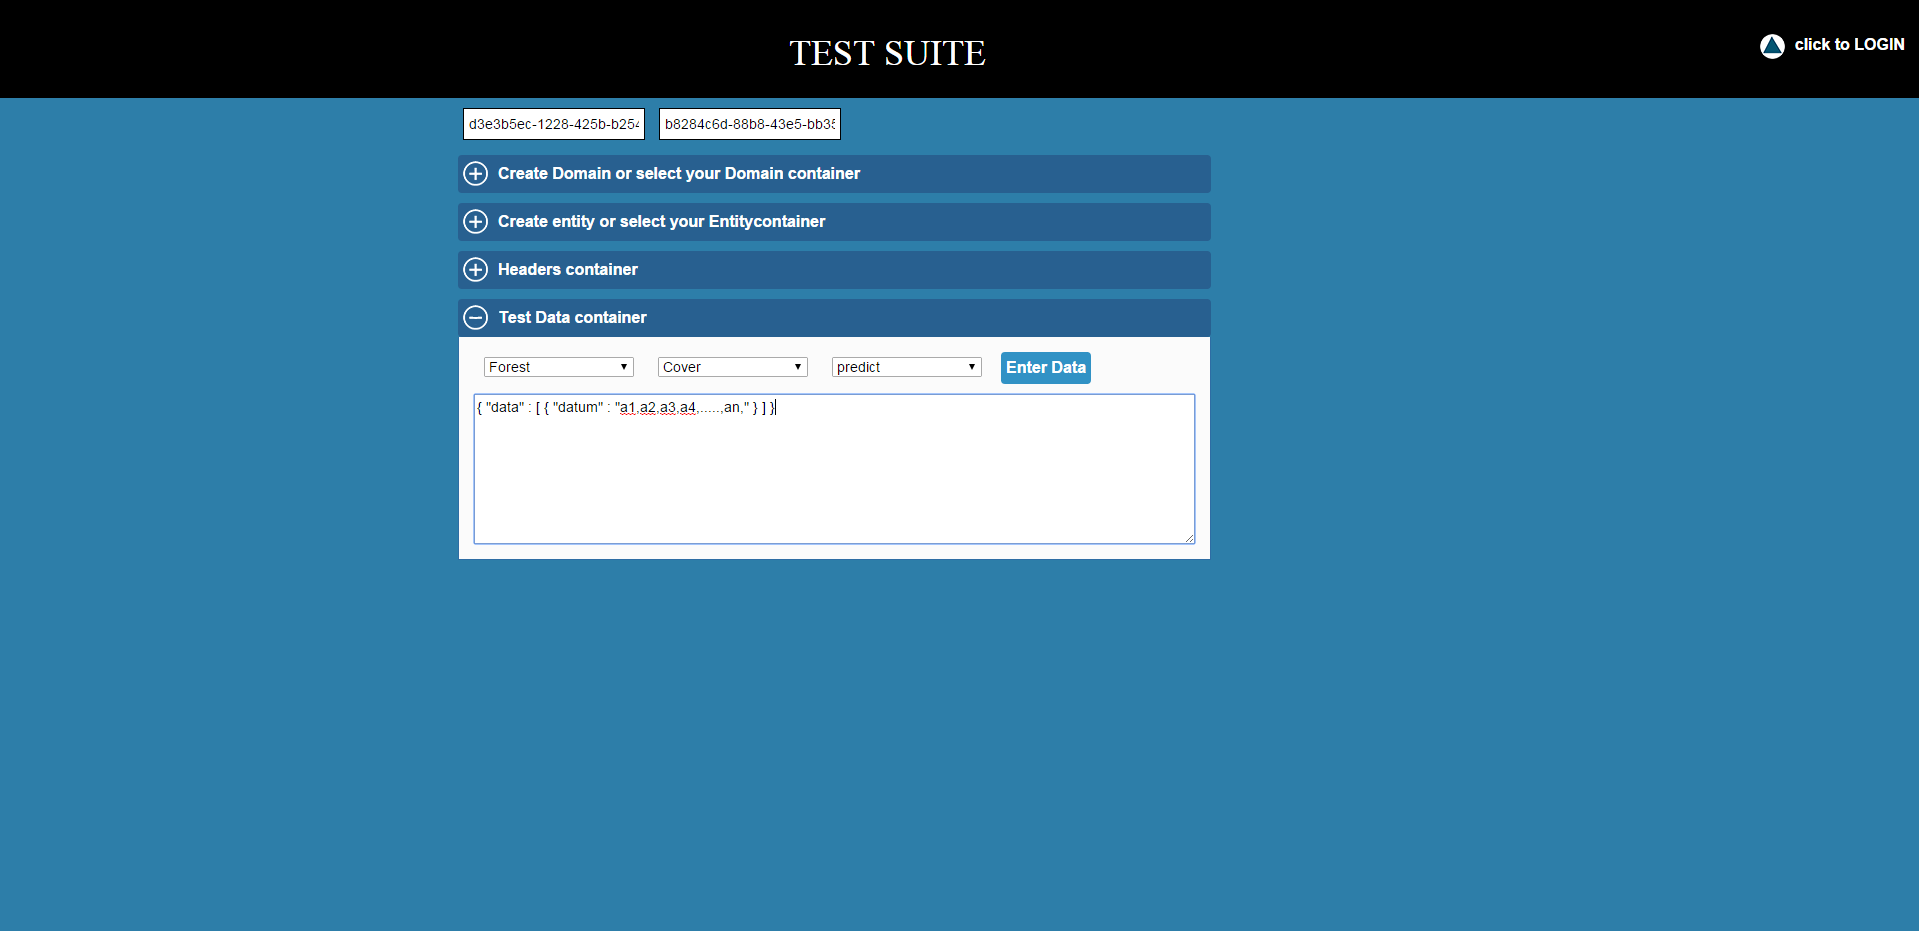 TEST SUITE
click to LOGIN
d3e3b5ec-1228-425b-b254 b8284c6d-88b8-43e5-bb35
Create Domain or select your Domain container
Create entity or select your Entitycontainer
Headers container
Test Data container
Forest Cover predict Enter Data
{ "data" : [ { "datum" : "a1,a2,a3,a4,.....,an," } ] }